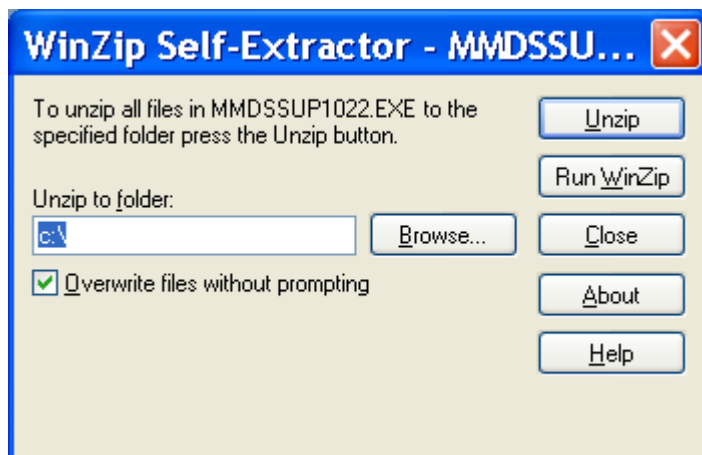 WinZip Self-Extractor - MMDSSU...
To unzip all files in MMDSSUP1022.EXE to the
specified folder press the Unzip button.
Unzip to folder:
c:\
Browse...
Overwrite files without prompting
Unzip
Run WinZip
Close
About
Help